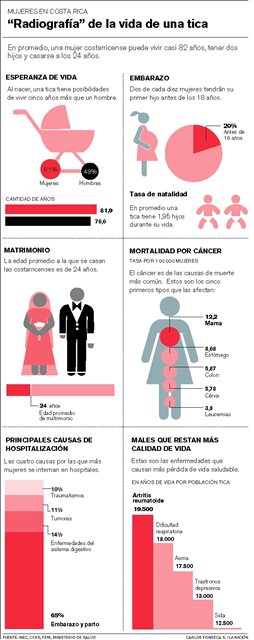 MUJERES EN COSTA RICA
“Radiografía” de la vida de una tica
En promedio, una mujer costarricense puede vivir casi 82 años, tener dos
hijos y casarse a los 24 años.
ESPERANZA DE VIDA
Al nacer, una tica tiene posibilidades
de vivir cinco años más que un hombre.
51%
49%
Mujeres
Hombres
CANTIDAD DE AÑOS
81,9
76,6
EMBARAZO
Dos de cada diez mujeres tendrán su
primer hijo antes de los 18 años.
20%
Antes de
18 años
Tasa de natalidad
En promedio una
tica tiene 1,95 hijos
durante su vida.
MATRIMONIO
La edad promedio a la que se casan
las costarricenses es de 24 años.
24 años
Edad promedio
de matrimonio
MORTALIDAD POR CÁNCER
TASA POR 100.000 MUJERES
El cáncer es de las causas de muerte
más común. Estos son los cinco
primeros tipos que las afectan:
12,2
Mama
8,68
Estómago
5,87
Colon
5,78
Cérvix
3,8
Leucemias
PRINCIPALES CAUSAS DE
HOSPITALIZACIÓN
Las cuatro causas por las que más
mujeres se internan en hospitales.
10%
Traumatismos
11%
Tumores
14%
Enfermedades del
sistema digestivo
65%
Embarazo y parto
MALES QUE RESTAN MÁS
CALIDAD DE VIDA
Estas son las enfermedades que
causan más pérdida de vida saludable.
EN AÑOS DE VIDA POR POBLACIÓN TICA:
Artritis
reumatoide
19.500
Dificultad
respiratoria
18.000
Asma
17.500
Trastronos
depresivos
13.000
Sida
12.500
FUENTE: INEC, CCSS, FEM, MINISTERIO DE SALUD
CARLOS FONSECA S. / LA NACIÓN